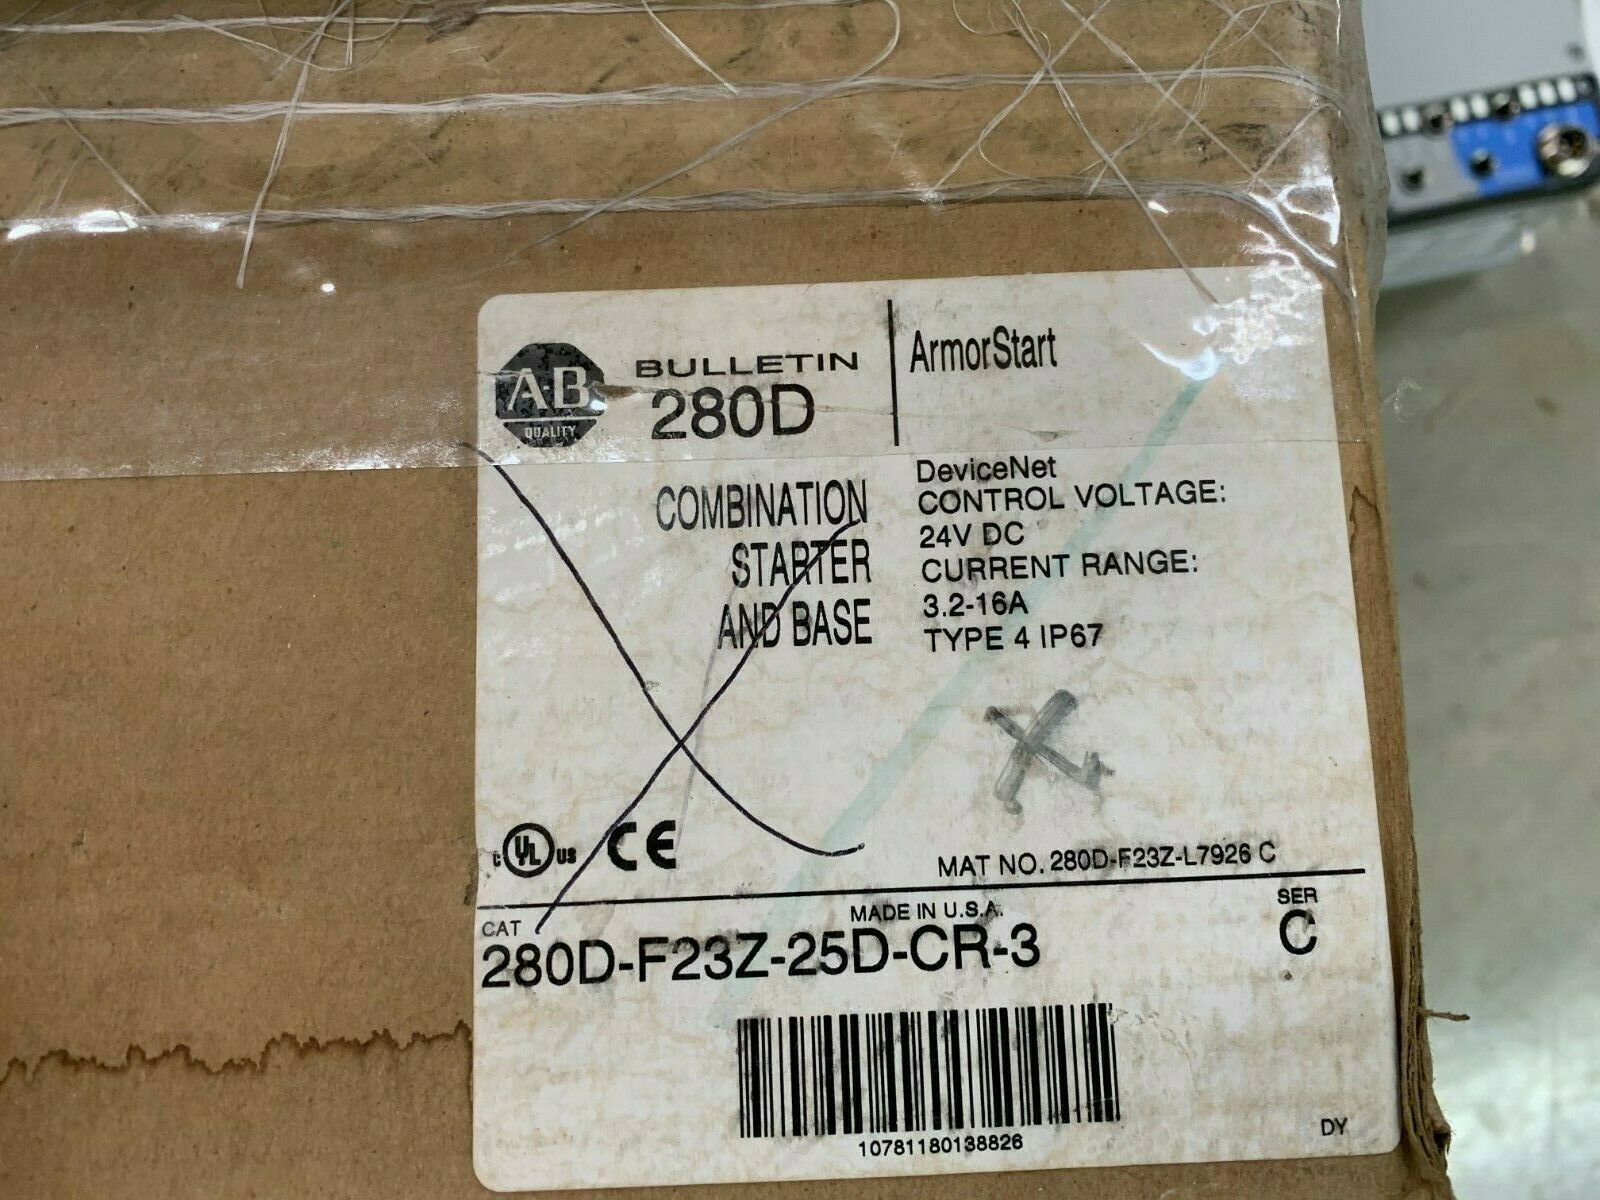 A-B
QUALITY
BULLETIN
280D
ArmorStart
COMBINATION
STARTER
AND BASE
DeviceNet
CONTROL VOLTAGE:
24V DC
CURRENT RANGE:
3.2-16A
TYPE 4 IP67
c UL us CE
MAT NO. 280D-F23Z-L7926 C
MADE IN U.S.A.
CAT
280D-F23Z-25D-CR-3
SER
C
10781180138826
DY